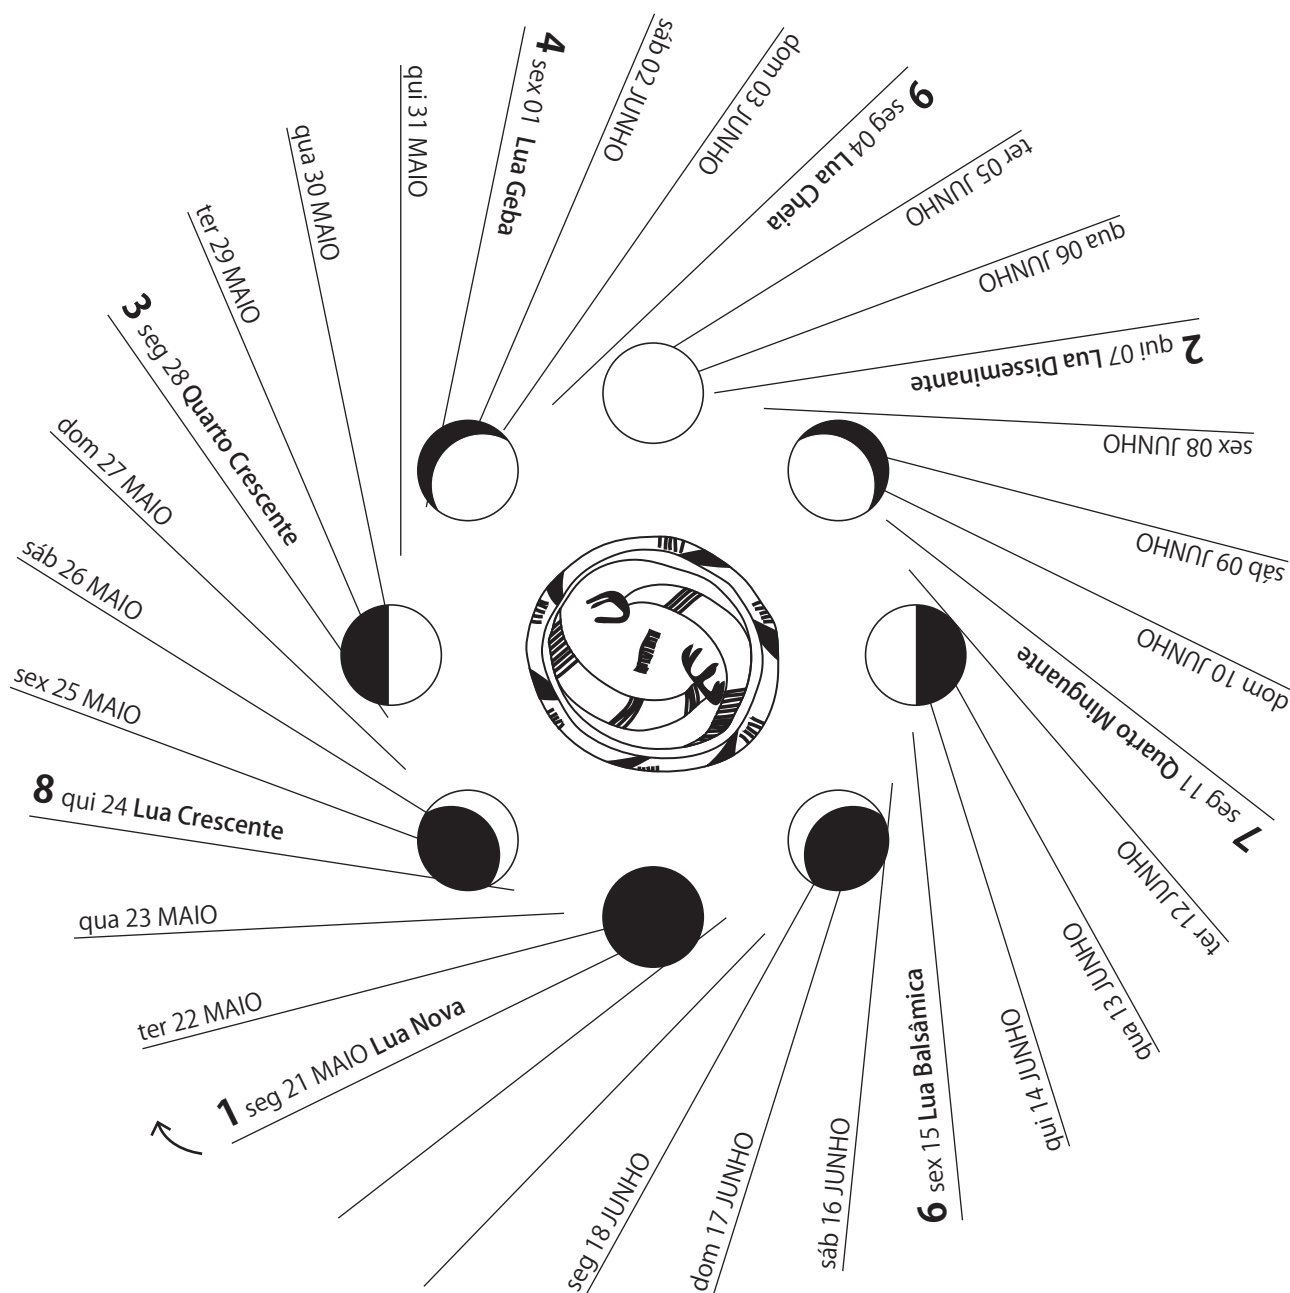 1 seg 21 MAIO Lua Nova
ter 22 MAIO
qua 23 MAIO
8 qui 24 Lua Crescente
sex 25 MAIO
sáb 26 MAIO
dom 27 MAIO
3 seg 28 Quarto Crescente
ter 29 MAIO
qua 30 MAIO
qui 31 MAIO
4 sex 01 Lua Geba
sáb 02 JUNHO
dom 03 JUNHO
9 seg 04 Lua Cheia
ter 05 JUNHO
qua 06 JUNHO
2 qui 07 Lua Disseminante
sex 08 JUNHO
sáb 09 JUNHO
dom 10 JUNHO
7 seg 11 Quarto Minguante
ter 12 JUNHO
qua 13 JUNHO
qui 14 JUNHO
6 sex 15 Lua Balsâmica
sáb 16 JUNHO
dom 17 JUNHO
seg 18 JUNHO